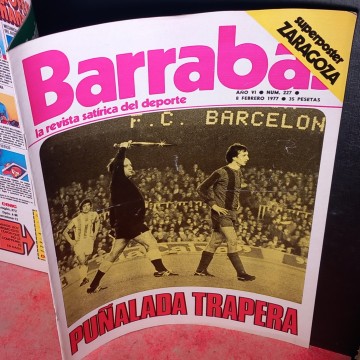 superposter
ZARAGOZA
Barraba
la revista satírica del deporte
AÑO VI ● NUM. 227 ●
8 FEBRERO 1977 ● 35 PESETAS
F.C. BARCELON
PUÑALADA TRAPERA